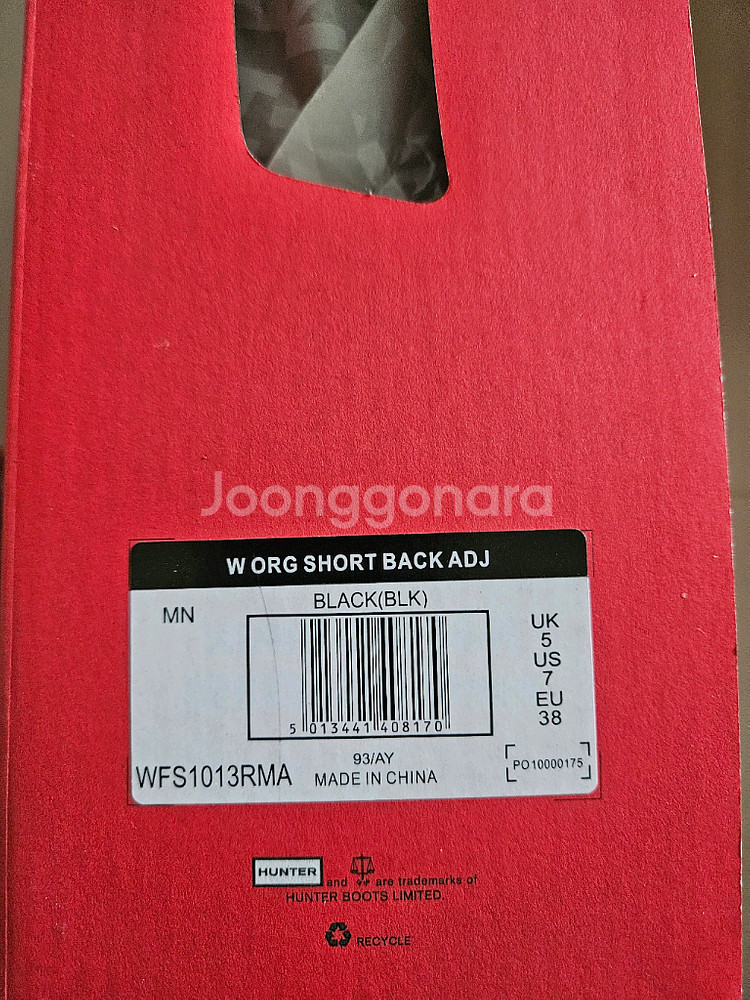 Joonggonara
W ORG SHORT BACK ADJ
MN
BLACK(BLK)
5 013441 408170
UK
5
US
7
EU
38
WFS1013RMA
93/AY
MADE IN CHINA
PO10000175
HUNTER and are trademarks of
HUNTER BOOTS LIMITED.
RECYCLE